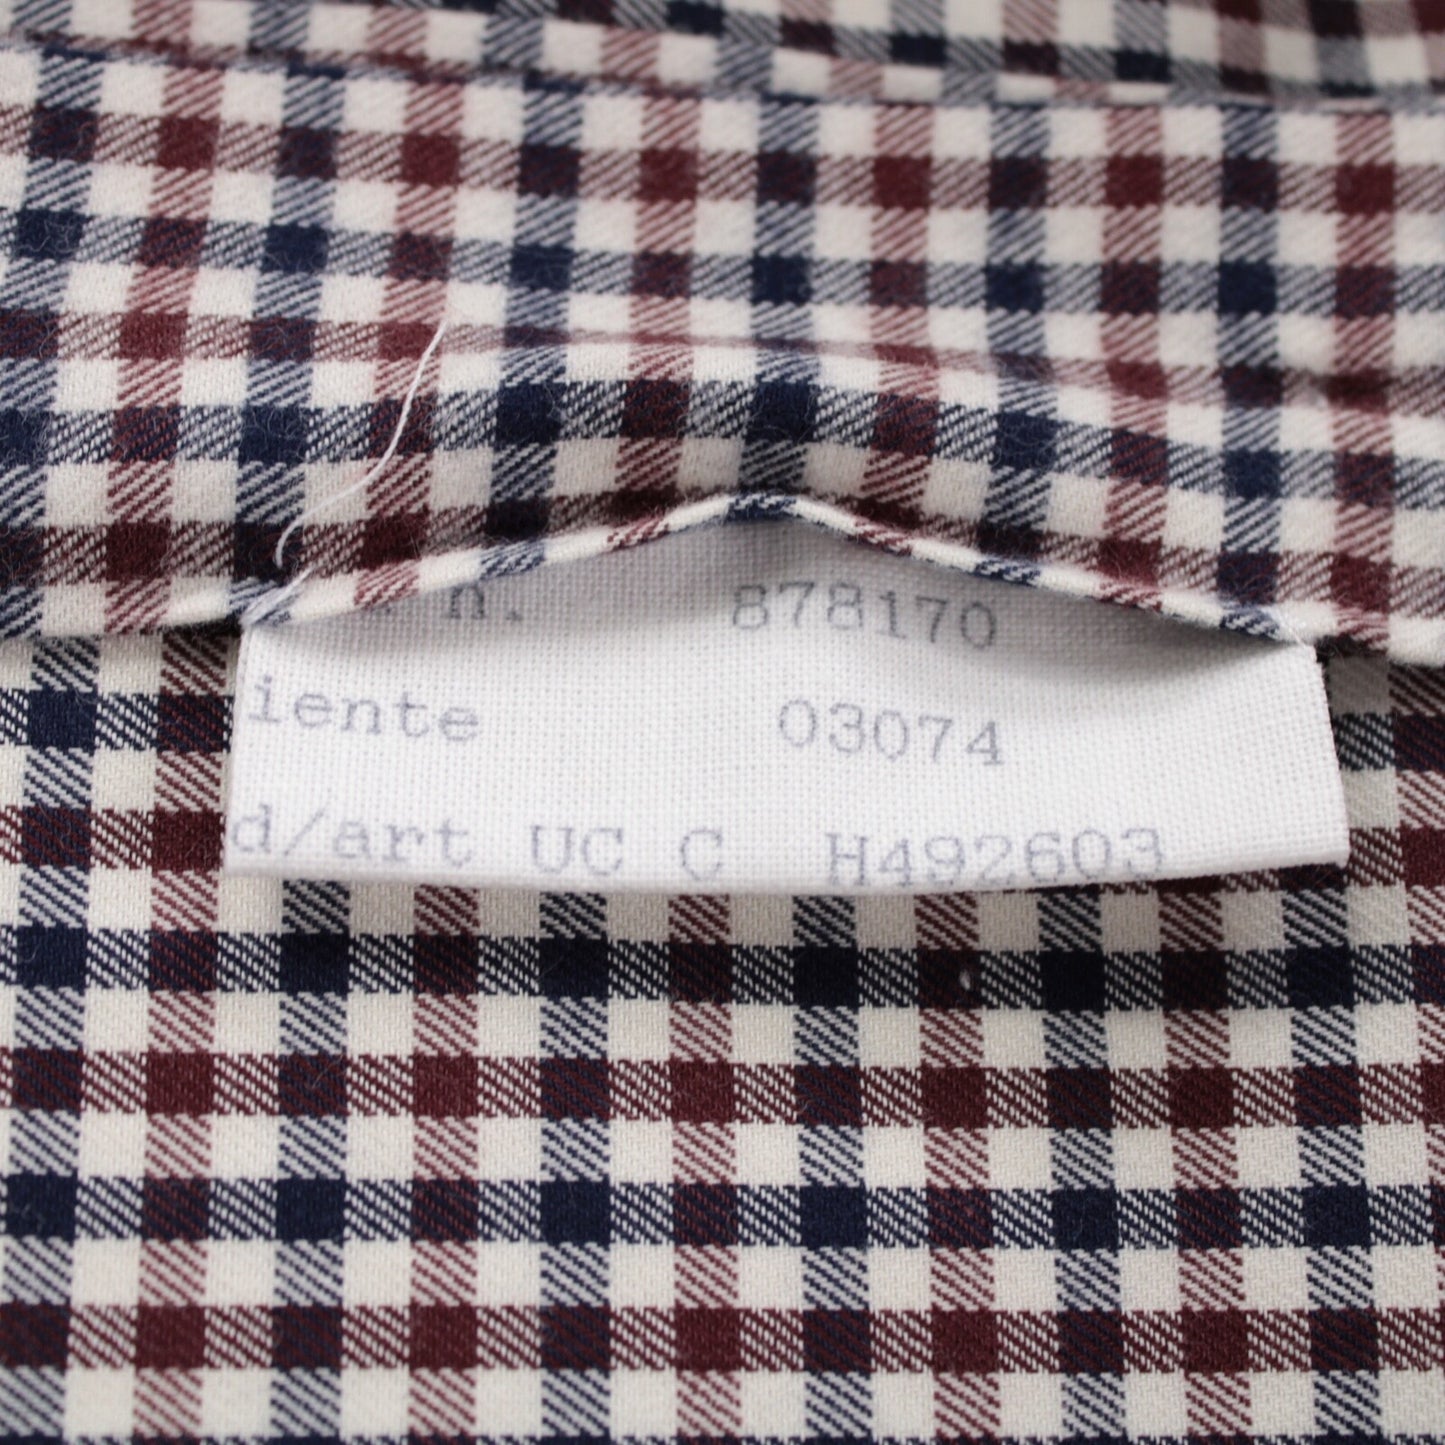 n. 878170
iente 03074
d/art UC C H492603